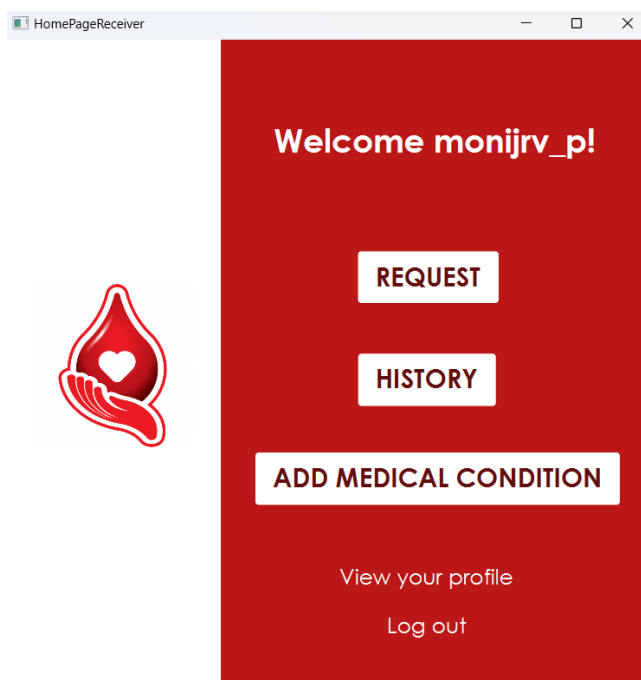 HomePageReceiver
Welcome monijrv_p!
REQUEST
HISTORY
ADD MEDICAL CONDITION
View your profile
Log out